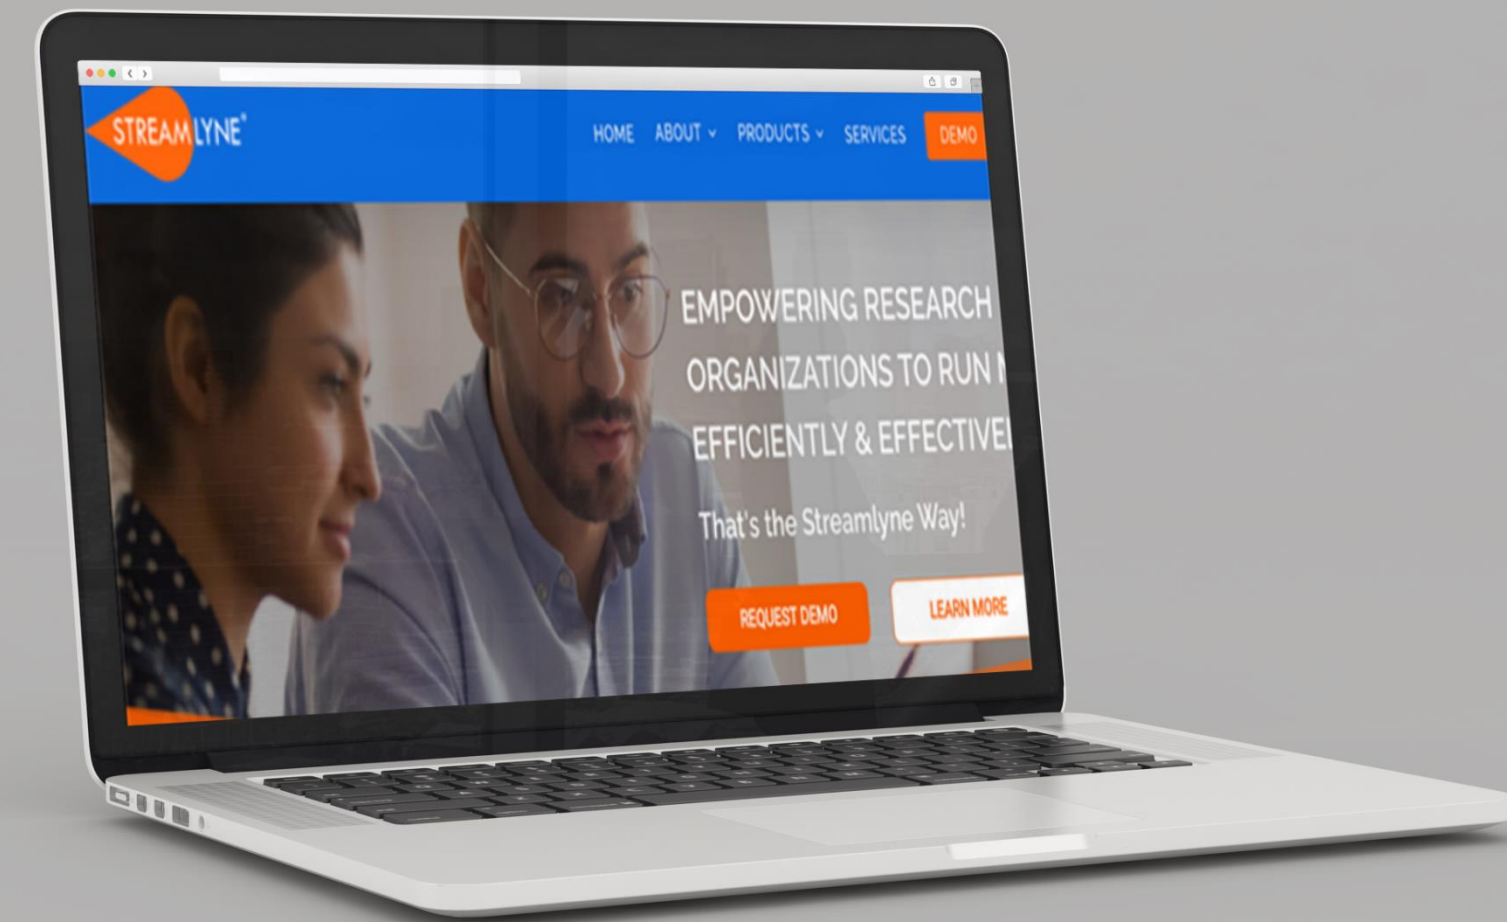 STREAMLYNE®
HOME ABOUT PRODUCTS SERVICES DEMO
EMPOWERING RESEARCH
ORGANIZATIONS TO RUN
EFFICIENTLY & EFFECTIVEL
That's the Streamlyne Way!
REQUEST DEMO LEARN MORE